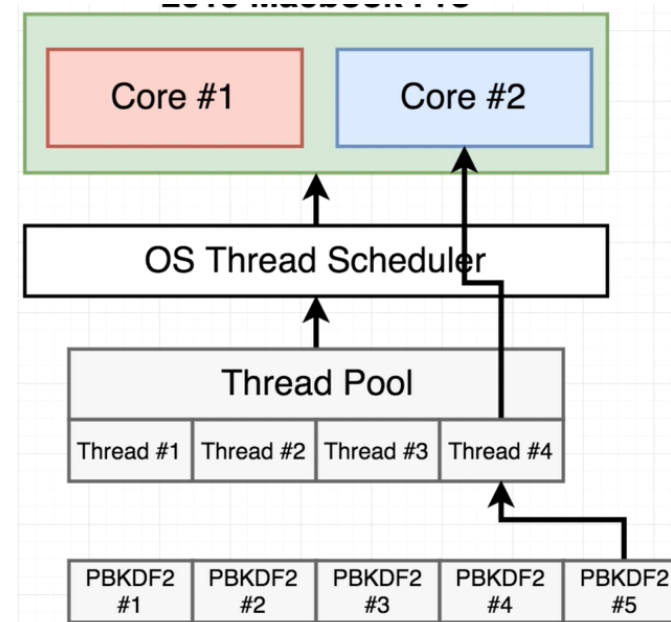 Core #1
Core #2
OS Thread Scheduler
Thread Pool
Thread #1
Thread #2
Thread #3
Thread #4
PBKDF2
#1
PBKDF2
#2
PBKDF2
#3
PBKDF2
#4
PBKDF2
#5